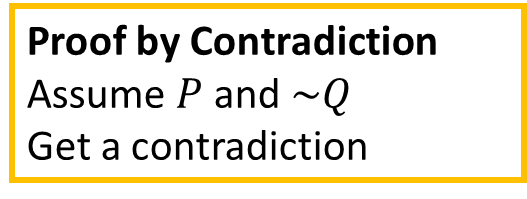 Proof by Contradiction
Assume P and ~Q
Get a contradiction